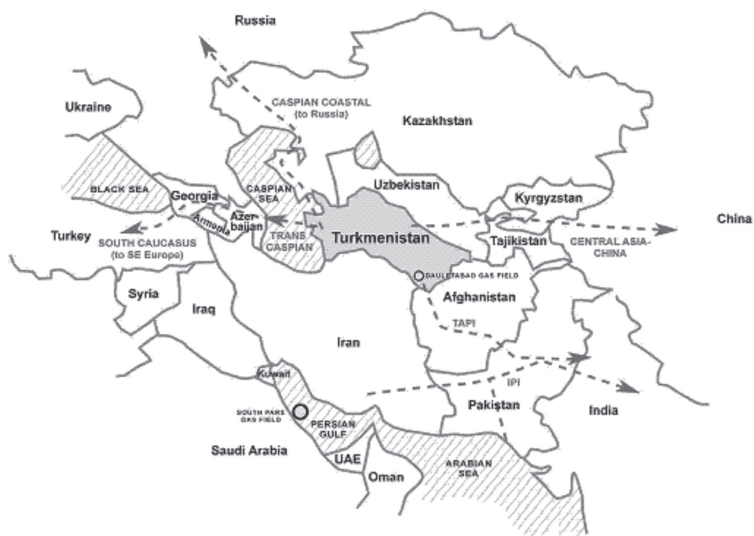 Russia
Ukraine
CASPIAN COASTAL
(to Russia)
Kazakhstan
BLACK SEA
Georgia
CASPIAN
SEA
Uzbekistan
Kyrgyzstan
Armenia
Azer-
baijan
China
Turkey
SOUTH CAUCASUS
(to SE Europe)
TRANS
CASPIAN
Turkmenistan
Tajikistan
CENTRAL ASIA-
CHINA
DAULETABAD GAS FIELD
Syria
Iraq
Afghanistan
Iran
TAPI
Kuwait
IPI
SOUTH PARS
GAS FIELD
PERSIAN
GULF
Pakistan
India
Saudi Arabia
UAE
Oman
ARABIAN
SEA